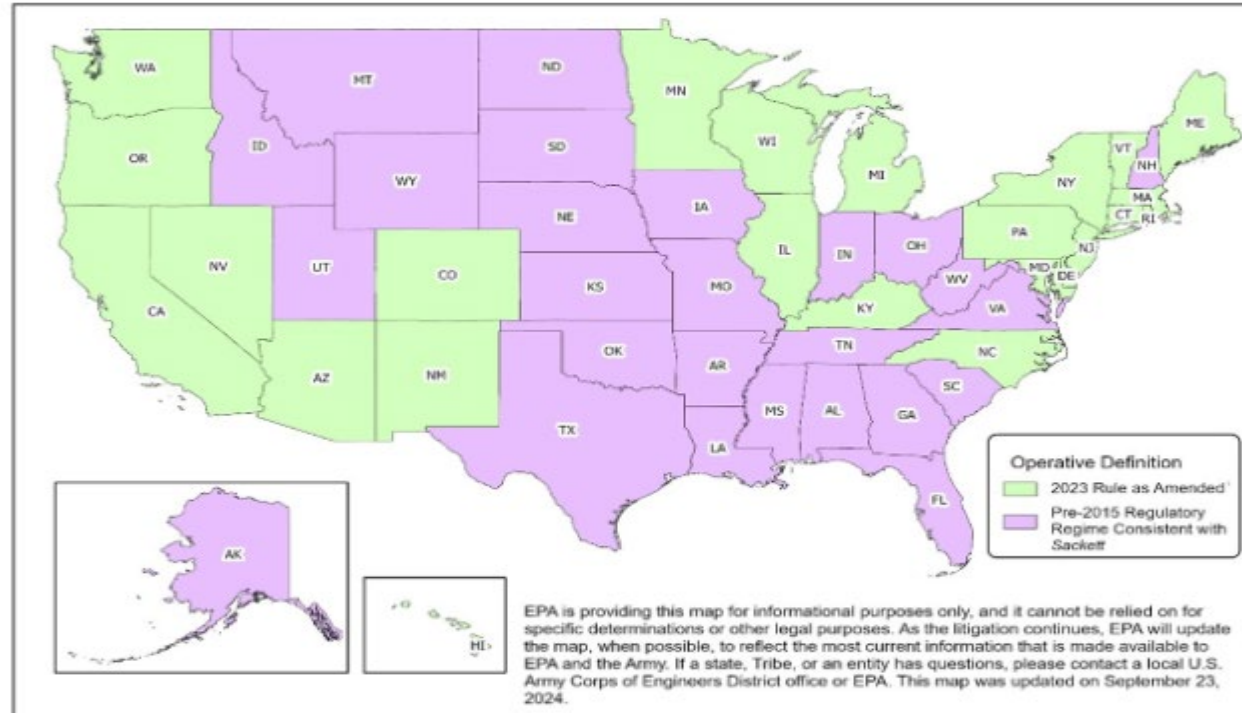 WA
MT
ND
MN
ME
OR
ID
SD
WI
VT
NH
WY
MI
NY
MA
CT
RI
NE
IA
PA
NJ
NV
UT
CO
IL
IN
OH
MD
DE
CA
KS
MO
WV
VA
KY
AZ
NM
OK
AR
TN
NC
SC
MS
AL
GA
TX
LA
FL
AK
HI
Operative Definition
2023 Rule as Amended
Pre-2015 Regulatory
Regime Consistent with
Sackett
EPA is providing this map for informational purposes only, and it cannot be relied on for
specific determinations or other legal purposes. As the litigation continues, EPA will update
the map, when possible, to reflect the most current information that is made available to
EPA and the Army. If a state, Tribe, or an entity has questions, please contact a local U.S.
Army Corps of Engineers District office or EPA. This map was updated on September 23,
2024.